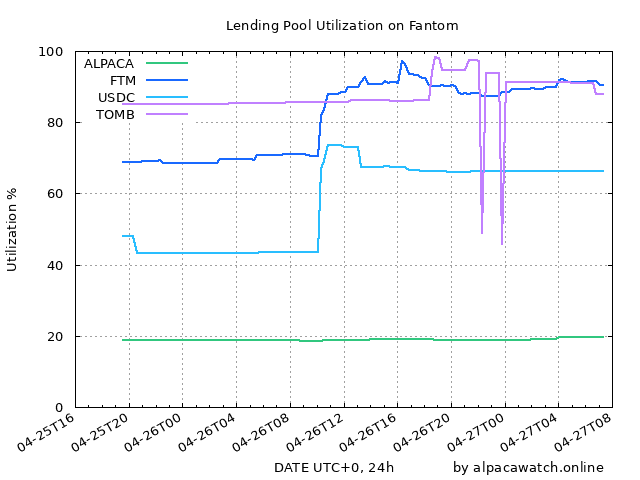 Lending Pool Utilization on Fantom
100
80
60
40
20
0
Utilization %
ALPACA
FTM
USDC
TOMB
04-25T16
04-25T20
04-26T00
04-26T04
04-26T08
04-26T12
04-26T16
04-26T20
04-27T00
04-27T04
04-27T08
DATE UTC+0, 24h
by alpacawatch.online